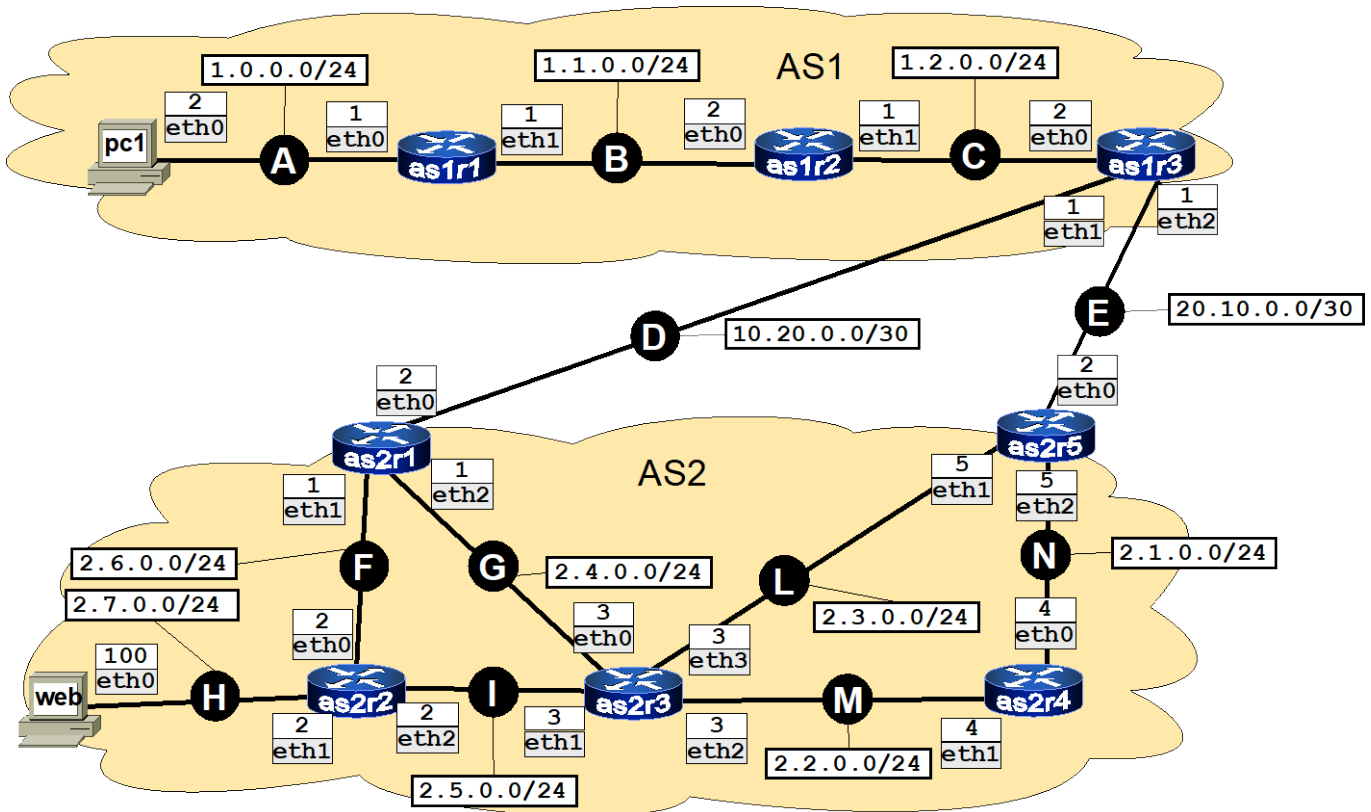 AS1
1.0.0.0/24
1.1.0.0/24
1.2.0.0/24
2
eth0
1
eth0
1
eth1
2
eth0
1
eth1
2
eth0
pc1
A
as1r1
B
as1r2
C
as1r3
1
eth1
1
eth2
D
10.20.0.0/30
E
20.10.0.0/30
2
eth0
2
eth0
as2r1
AS2
as2r5
1
eth1
1
eth2
5
eth1
5
eth2
2.6.0.0/24
F
G
2.4.0.0/24
L
N
2.1.0.0/24
2.7.0.0/24
2.3.0.0/24
2
eth0
3
eth0
3
eth3
4
eth0
100
eth0
web
H
as2r2
I
as2r3
M
as2r4
2
eth1
2
eth2
3
eth1
3
eth2
4
eth1
2.5.0.0/24
2.2.0.0/24